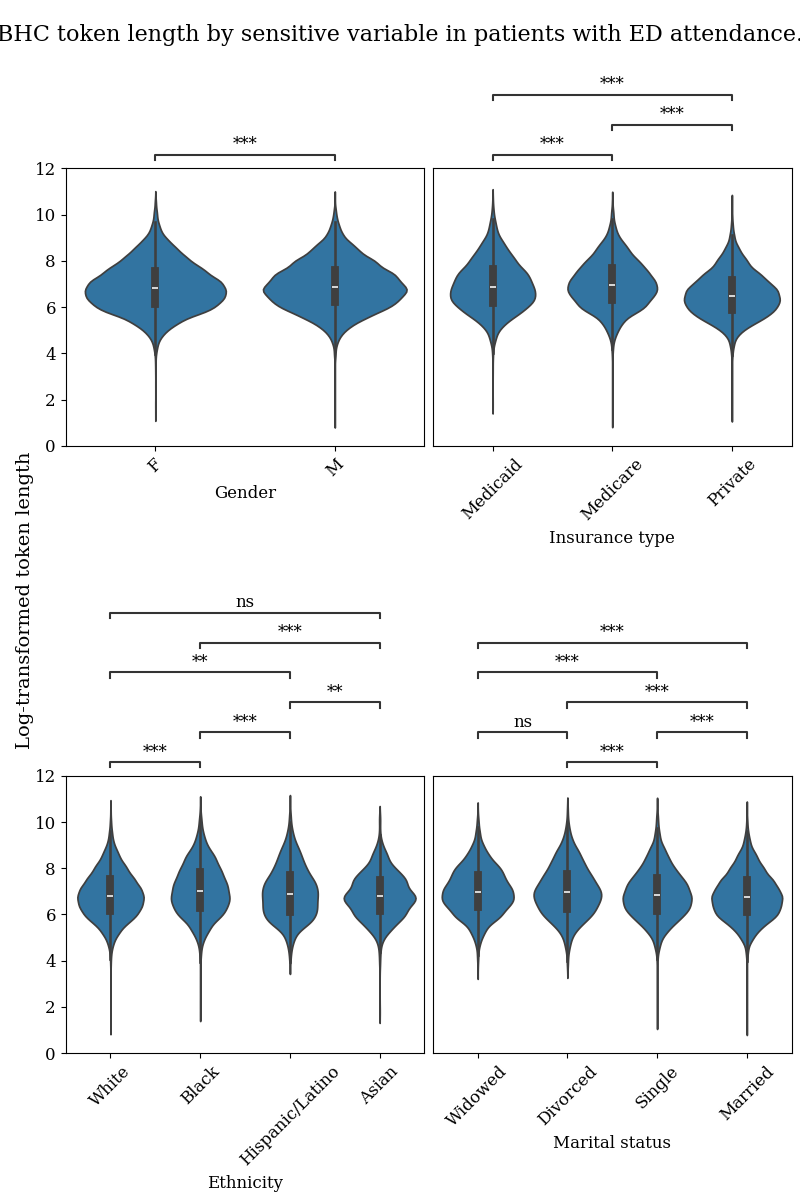 BHC token length by sensitive variable in patients with ED attendance.
***
***
***
***
12
10
8
6
4
2
0
F
M
Gender
Medicaid
Medicare
Private
Insurance type
Log-transformed token length
ns
***
**
**
***
***
***
***
***
ns
***
***
12
10
8
6
4
2
0
White
Black
Hispanic/Latino
Asian
Ethnicity
Widowed
Divorced
Single
Married
Marital status